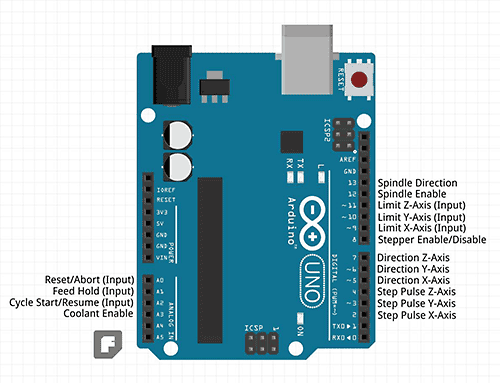 RESET
ICSP2
AREF
GND
13 Spindle Direction
12 Spindle Enable
~11 Limit Z-Axis (Input)
~10 Limit Y-Axis (Input)
~9 Limit X-Axis (Input)
8 Stepper Enable/Disable
7 Direction Z-Axis
~6 Direction Y-Axis
~5 Direction X-Axis
4 Step Pulse Z-Axis
~3 Step Pulse Y-Axis
2 Step Pulse X-Axis
TXD 1
RXD 0
DIGITAL (PWM~)
RX
TX
L
Arduino
UNO
ON
ICSP
1
IOREF
RESET
3V3
5V
GND
GND
VIN
POWER
Reset/Abort (Input) A0
Feed Hold (Input) A1
Cycle Start/Resume (Input) A2
Coolant Enable A3
A4
A5
ANALOG IN
F